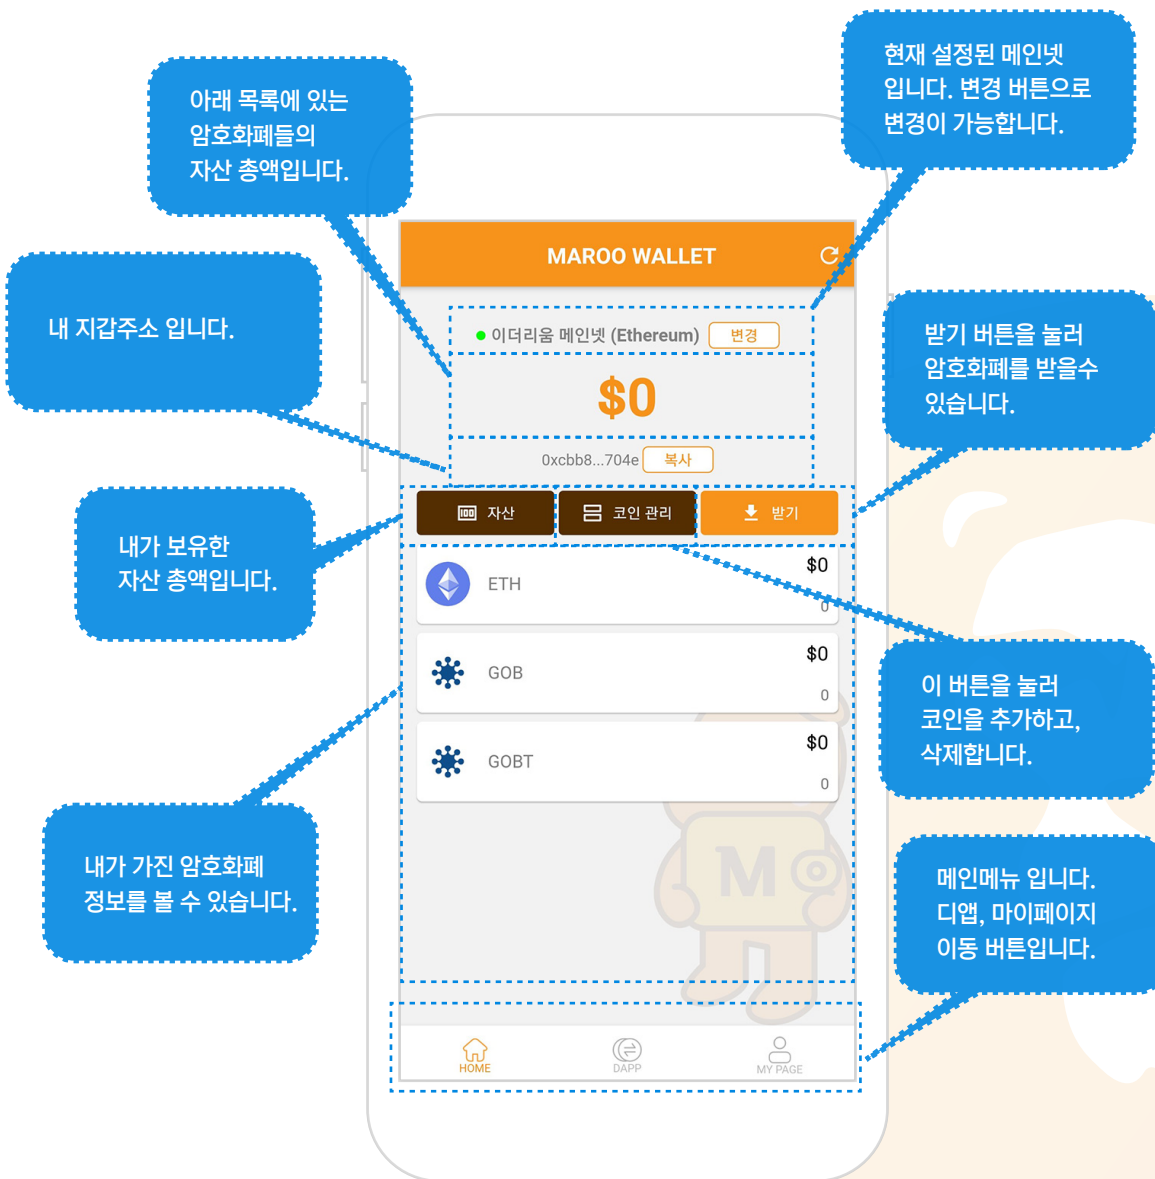 현재 설정된 메인넷
입니다. 변경 버튼으로
변경이 가능합니다.
아래 목록에 있는
암호화폐들의
자산 총액입니다.
MAROO WALLET
내 지갑주소 입니다.
이더리움 메인넷 (Ethereum) 변경
받기 버튼을 눌러
암호화폐를 받을수
있습니다.
$0
0xcbb8...704e 복사
자산 코인 관리 받기
내가 보유한
자산 총액입니다.
ETH $0
0
GOB $0
0
이 버튼을 눌러
코인을 추가하고,
삭제합니다.
GOBT $0
0
내가 가진 암호화폐
정보를 볼 수 있습니다.
M
메인메뉴 입니다.
디앱, 마이페이지
이동 버튼입니다.
HOME DAPP MY PAGE